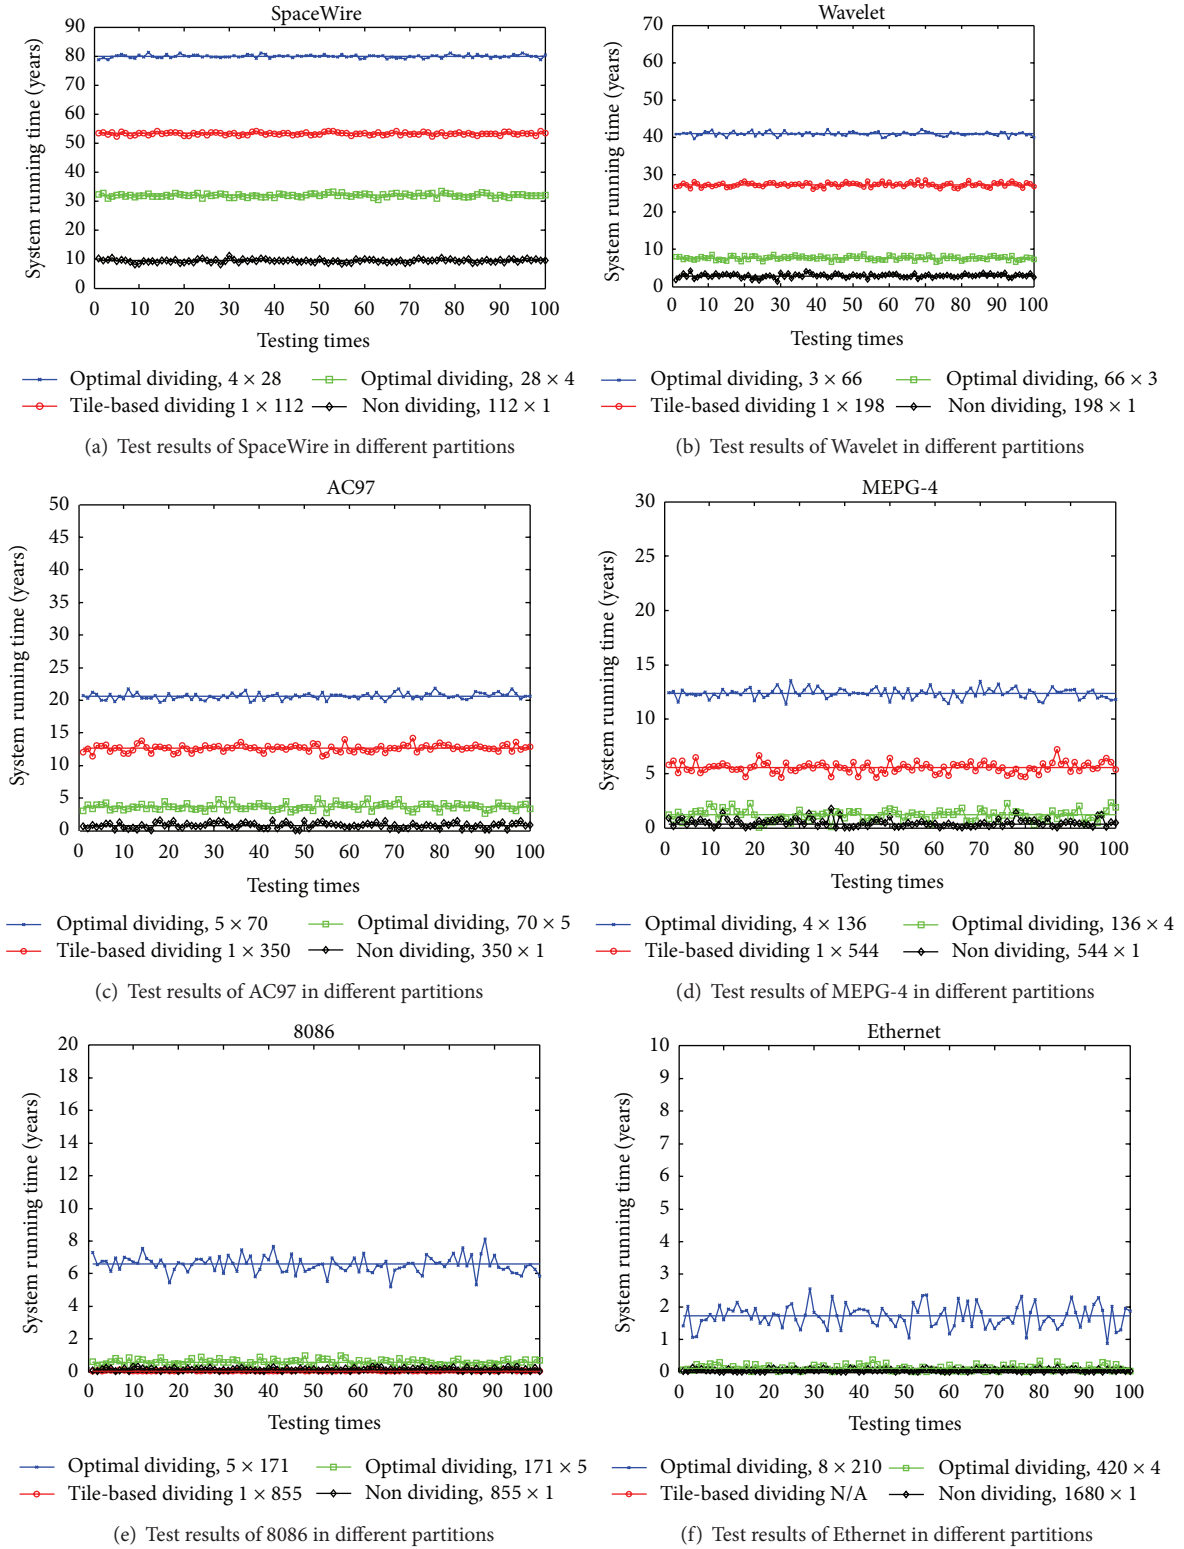 SpaceWire
90
80
70
60
50
40
30
20
10
0
System running time (years)
0 10 20 30 40 50 60 70 80 90 100
Testing times
Optimal dividing, 4 × 28
Optimal dividing, 28 × 4
Tile-based dividing 1 × 112
Non dividing, 112 × 1
(a) Test results of SpaceWire in different partitions
Wavelet
70
60
50
40
30
20
10
0
System running time (years)
0 10 20 30 40 50 60 70 80 90 100
Testing times
Optimal dividing, 3 × 66
Optimal dividing, 66 × 3
Tile-based dividing 1 × 198
Non dividing, 198 × 1
(b) Test results of Wavelet in different partitions
AC97
50
45
40
35
30
25
20
15
10
5
0
System running time (years)
0 10 20 30 40 50 60 70 80 90 100
Testing times
Optimal dividing, 5 × 70
Optimal dividing, 70 × 5
Tile-based dividing 1 × 350
Non dividing, 350 × 1
(c) Test results of AC97 in different partitions
MEPG-4
30
25
20
15
10
5
0
System running time (years)
0 10 20 30 40 50 60 70 80 90 100
Testing times
Optimal dividing, 4 × 136
Optimal dividing, 136 × 4
Tile-based dividing 1 × 544
Non dividing, 544 × 1
(d) Test results of MEPG-4 in different partitions
8086
20
18
16
14
12
10
8
6
4
2
0
System running time (years)
0 10 20 30 40 50 60 70 80 90 100
Testing times
Optimal dividing, 5 × 171
Optimal dividing, 171 × 5
Tile-based dividing 1 × 855
Non dividing, 855 × 1
(e) Test results of 8086 in different partitions
Ethernet
10
9
8
7
6
5
4
3
2
1
0
System running time (years)
0 10 20 30 40 50 60 70 80 90 100
Testing times
Optimal dividing, 8 × 210
Optimal dividing, 420 × 4
Tile-based dividing N/A
Non dividing, 1680 × 1
(f) Test results of Ethernet in different partitions